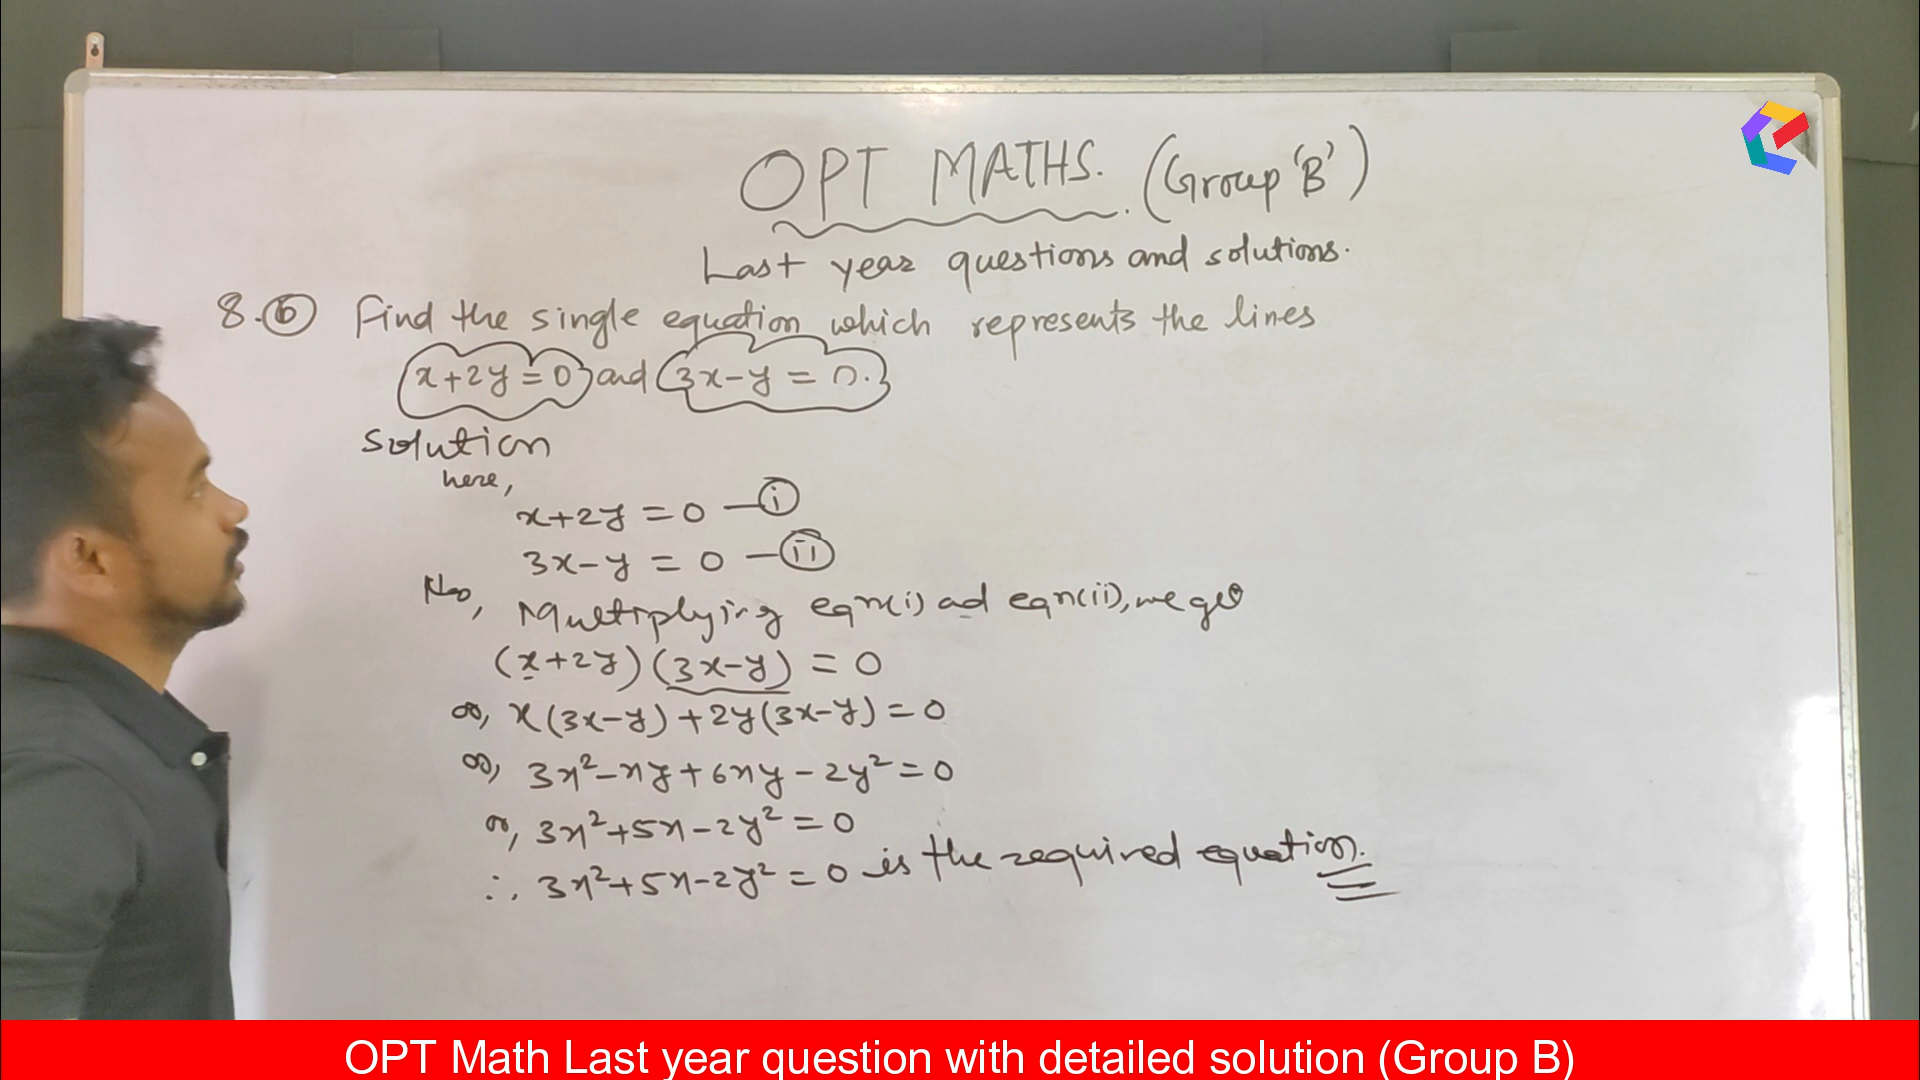 OPT MATHS. (Group 'B')
Last year questions and solutions.
8.ⓑ Find the single equation which represents the lines
x+2y=0 and 3x-y=0.
Solution
here,
x+2y=0 —ⓘ
3x-y=0 —(ii)
No, Multiplying eqn(i) ad eqn(ii), we get
(x+2y)(3x-y)=0
or, x(3x-y)+2y(3x-y)=0
or, 3x²-xy+6xy-2y²=0
or, 3x²+5x-2y²=0
∴ 3x²+5x-2y²=0 is the required equation.
OPT Math Last year question with detailed solution (Group B)